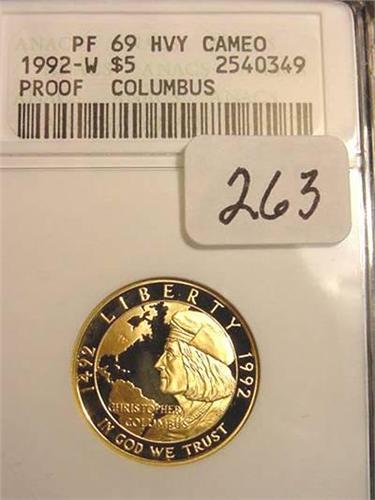 PF 69 HVY CAMEO
1992-W $5 2540349
PROOF COLUMBUS
263
LIBERTY
1492 1992
CHRISTOPHER
COLUMBUS
IN GOD WE TRUST